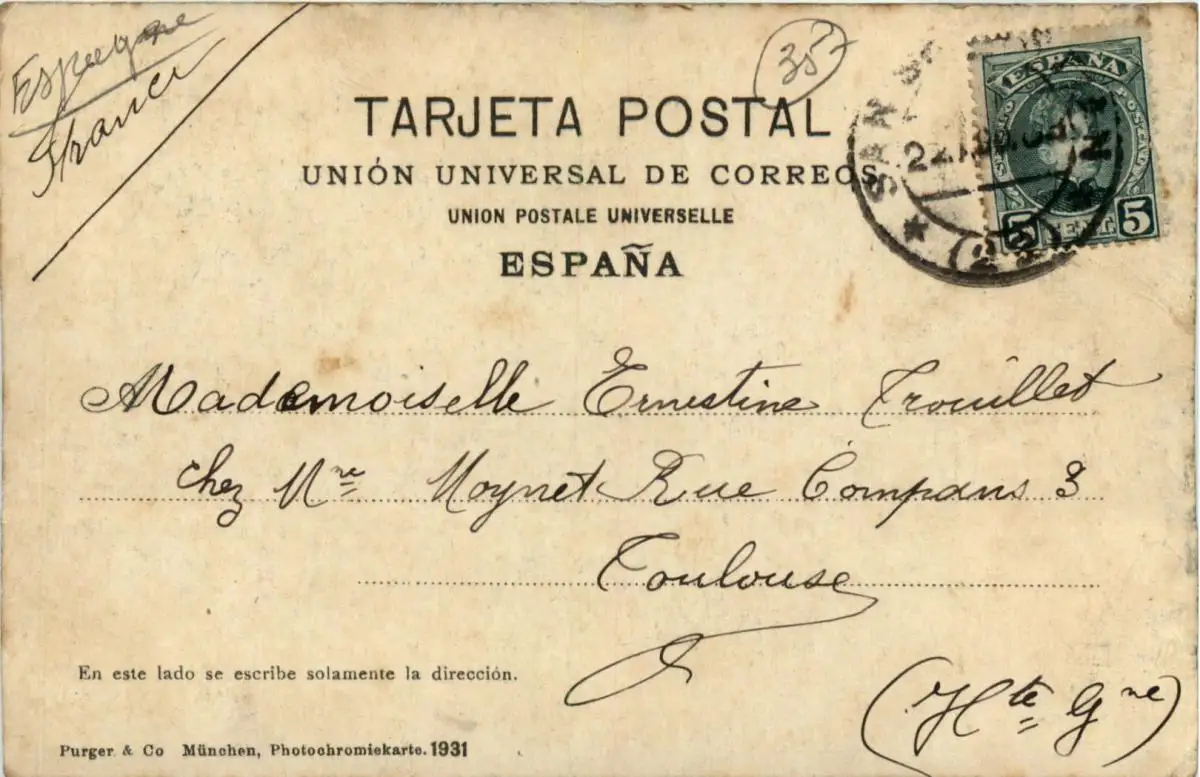 Espagne
France
35
TARJETA POSTAL
UNIÓN UNIVERSAL DE CORREOS
UNION POSTALE UNIVERSELLE
ESPAÑA
SAN
ESPAÑA
5 5
Mademoiselle Ernestine Trouillet
chez Mne Moynet Rue Compans 3
Toulouse
(Hte Gne)
En este lado se escribe solamente la dirección.
Purger & Co München, Photochromiekarte. 1931